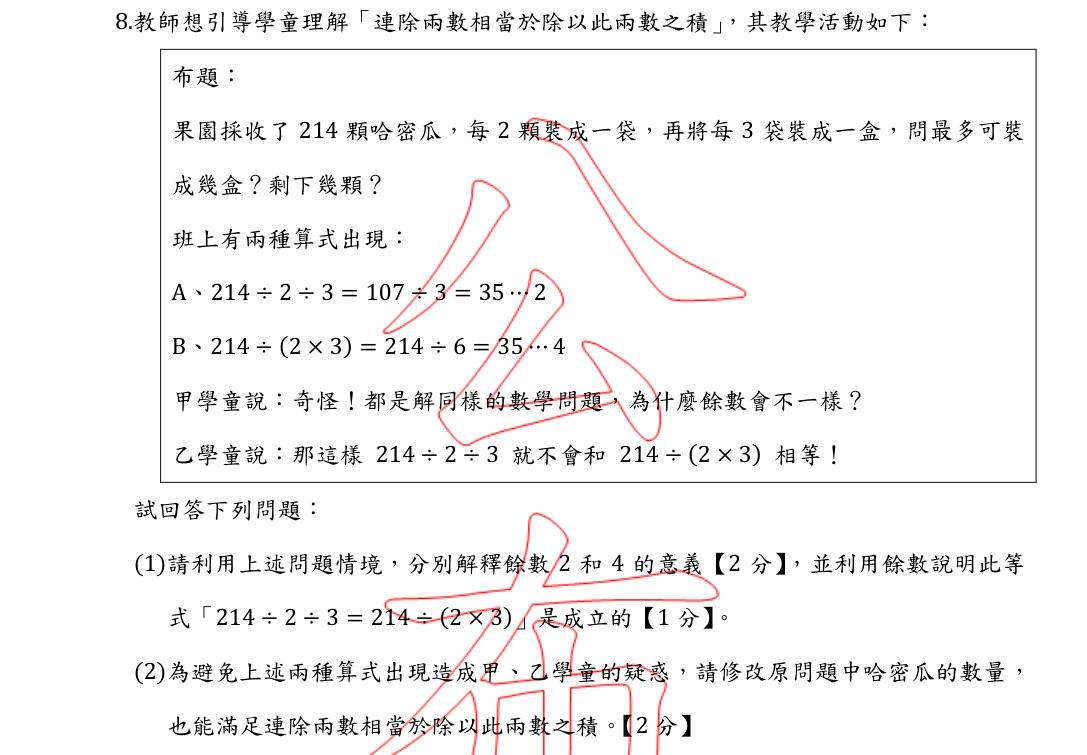 8.教師想引導學童理解「連除兩數相當於除以此兩數之積」，其教學活動如下：
布題：
果園採收了 214 顆哈密瓜，每 2 顆裝成一袋，再將每 3 袋裝成一盒，問最多可裝
成幾盒？剩下幾顆？
班上有兩種算式出現：
A、214 ÷ 2 ÷ 3 = 107 ÷ 3 = 35 ⋯ 2
B、214 ÷ (2 × 3) = 214 ÷ 6 = 35 ⋯ 4
甲學童說：奇怪！都是解同樣的數學問題，為什麼餘數會不一樣？
乙學童說：那這樣 214 ÷ 2 ÷ 3 就不會和 214 ÷ (2 × 3) 相等！
試回答下列問題：
(1)請利用上述問題情境，分別解釋餘數 2 和 4 的意義【2 分】，並利用餘數說明此等
式「214 ÷ 2 ÷ 3 = 214 ÷ (2 × 3)」是成立的【1 分】。
(2)為避免上述兩種算式出現造成甲、乙學童的疑惑，請修改原問題中哈密瓜的數量，
也能滿足連除兩數相當於除以此兩數之積。【2 分】
公
布